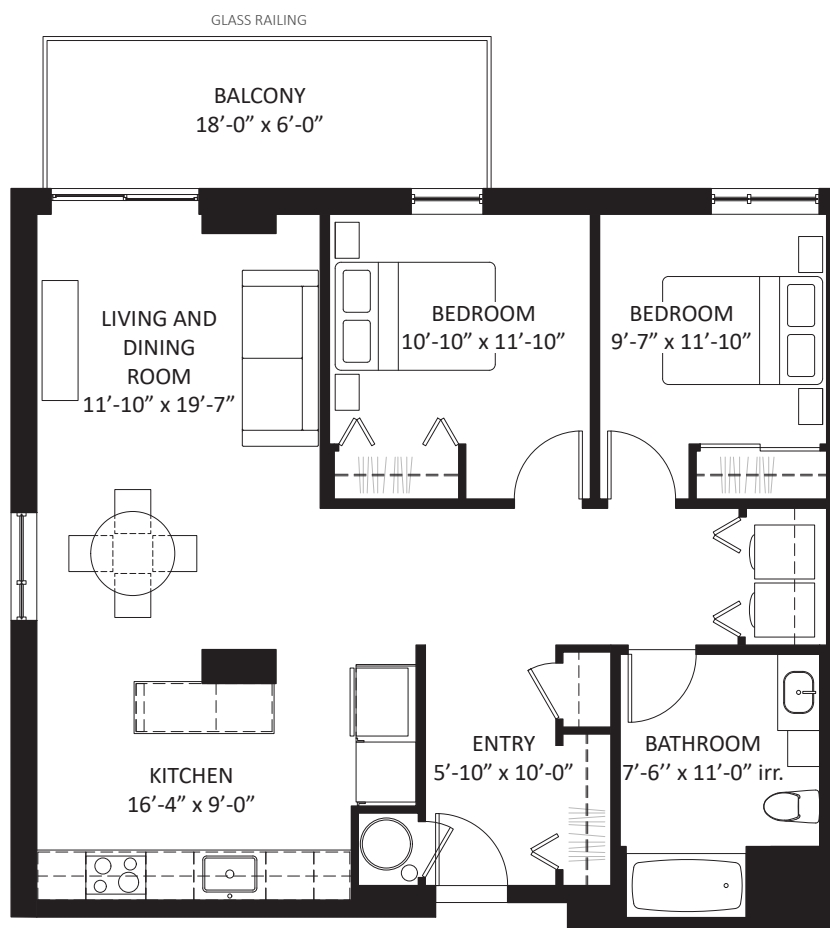 GLASS RAILING
BALCONY
18’-0” x 6’-0”
LIVING AND
DINING
ROOM
11’-10” x 19’-7”
BEDROOM
10’-10” x 11’-10”
BEDROOM
9’-7” x 11’-10”
KITCHEN
16’-4” x 9’-0”
ENTRY
5’-10” x 10’-0”
BATHROOM
7’-6’’ x 11’-0” irr.